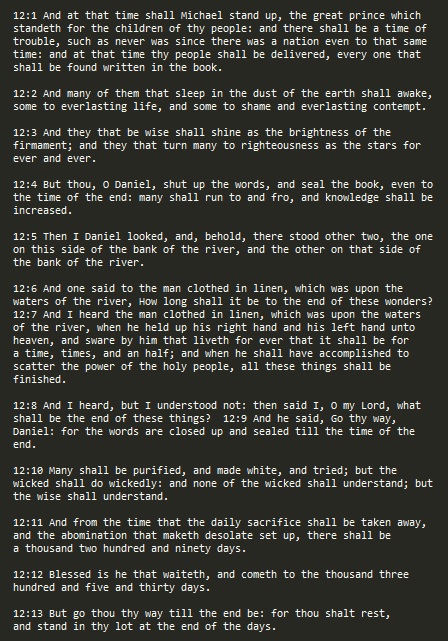 12:1 And at that time shall Michael stand up, the great prince which
standeth for the children of thy people: and there shall be a time of
trouble, such as never was since there was a nation even to that same
time: and at that time thy people shall be delivered, every one that
shall be found written in the book.
12:2 And many of them that sleep in the dust of the earth shall awake,
some to everlasting life, and some to shame and everlasting contempt.
12:3 And they that be wise shall shine as the brightness of the
firmament; and they that turn many to righteousness as the stars for
ever and ever.
12:4 But thou, O Daniel, shut up the words, and seal the book, even to
the time of the end: many shall run to and fro, and knowledge shall be
increased.
12:5 Then I Daniel looked, and, behold, there stood other two, the one
on this side of the bank of the river, and the other on that side of
the bank of the river.
12:6 And one said to the man clothed in linen, which was upon the
waters of the river, How long shall it be to the end of these wonders?
12:7 And I heard the man clothed in linen, which was upon the waters
of the river, when he held up his right hand and his left hand unto
heaven, and sware by him that liveth for ever that it shall be for
a time, times, and an half; and when he shall have accomplished to
scatter the power of the holy people, all these things shall be
finished.
12:8 And I heard, but I understood not: then said I, O my Lord, what
shall be the end of these things?  12:9 And he said, Go thy way,
Daniel: for the words are closed up and sealed till the time of the
end.
12:10 Many shall be purified, and made white, and tried; but the
wicked shall do wickedly: and none of the wicked shall understand; but
the wise shall understand.
12:11 And from the time that the daily sacrifice shall be taken away,
and the abomination that maketh desolate set up, there shall be
a thousand two hundred and ninety days.
12:12 Blessed is he that waiteth, and cometh to the thousand three
hundred and five and thirty days.
12:13 But go thou thy way till the end be: for thou shalt rest,
and stand in thy lot at the end of the days.